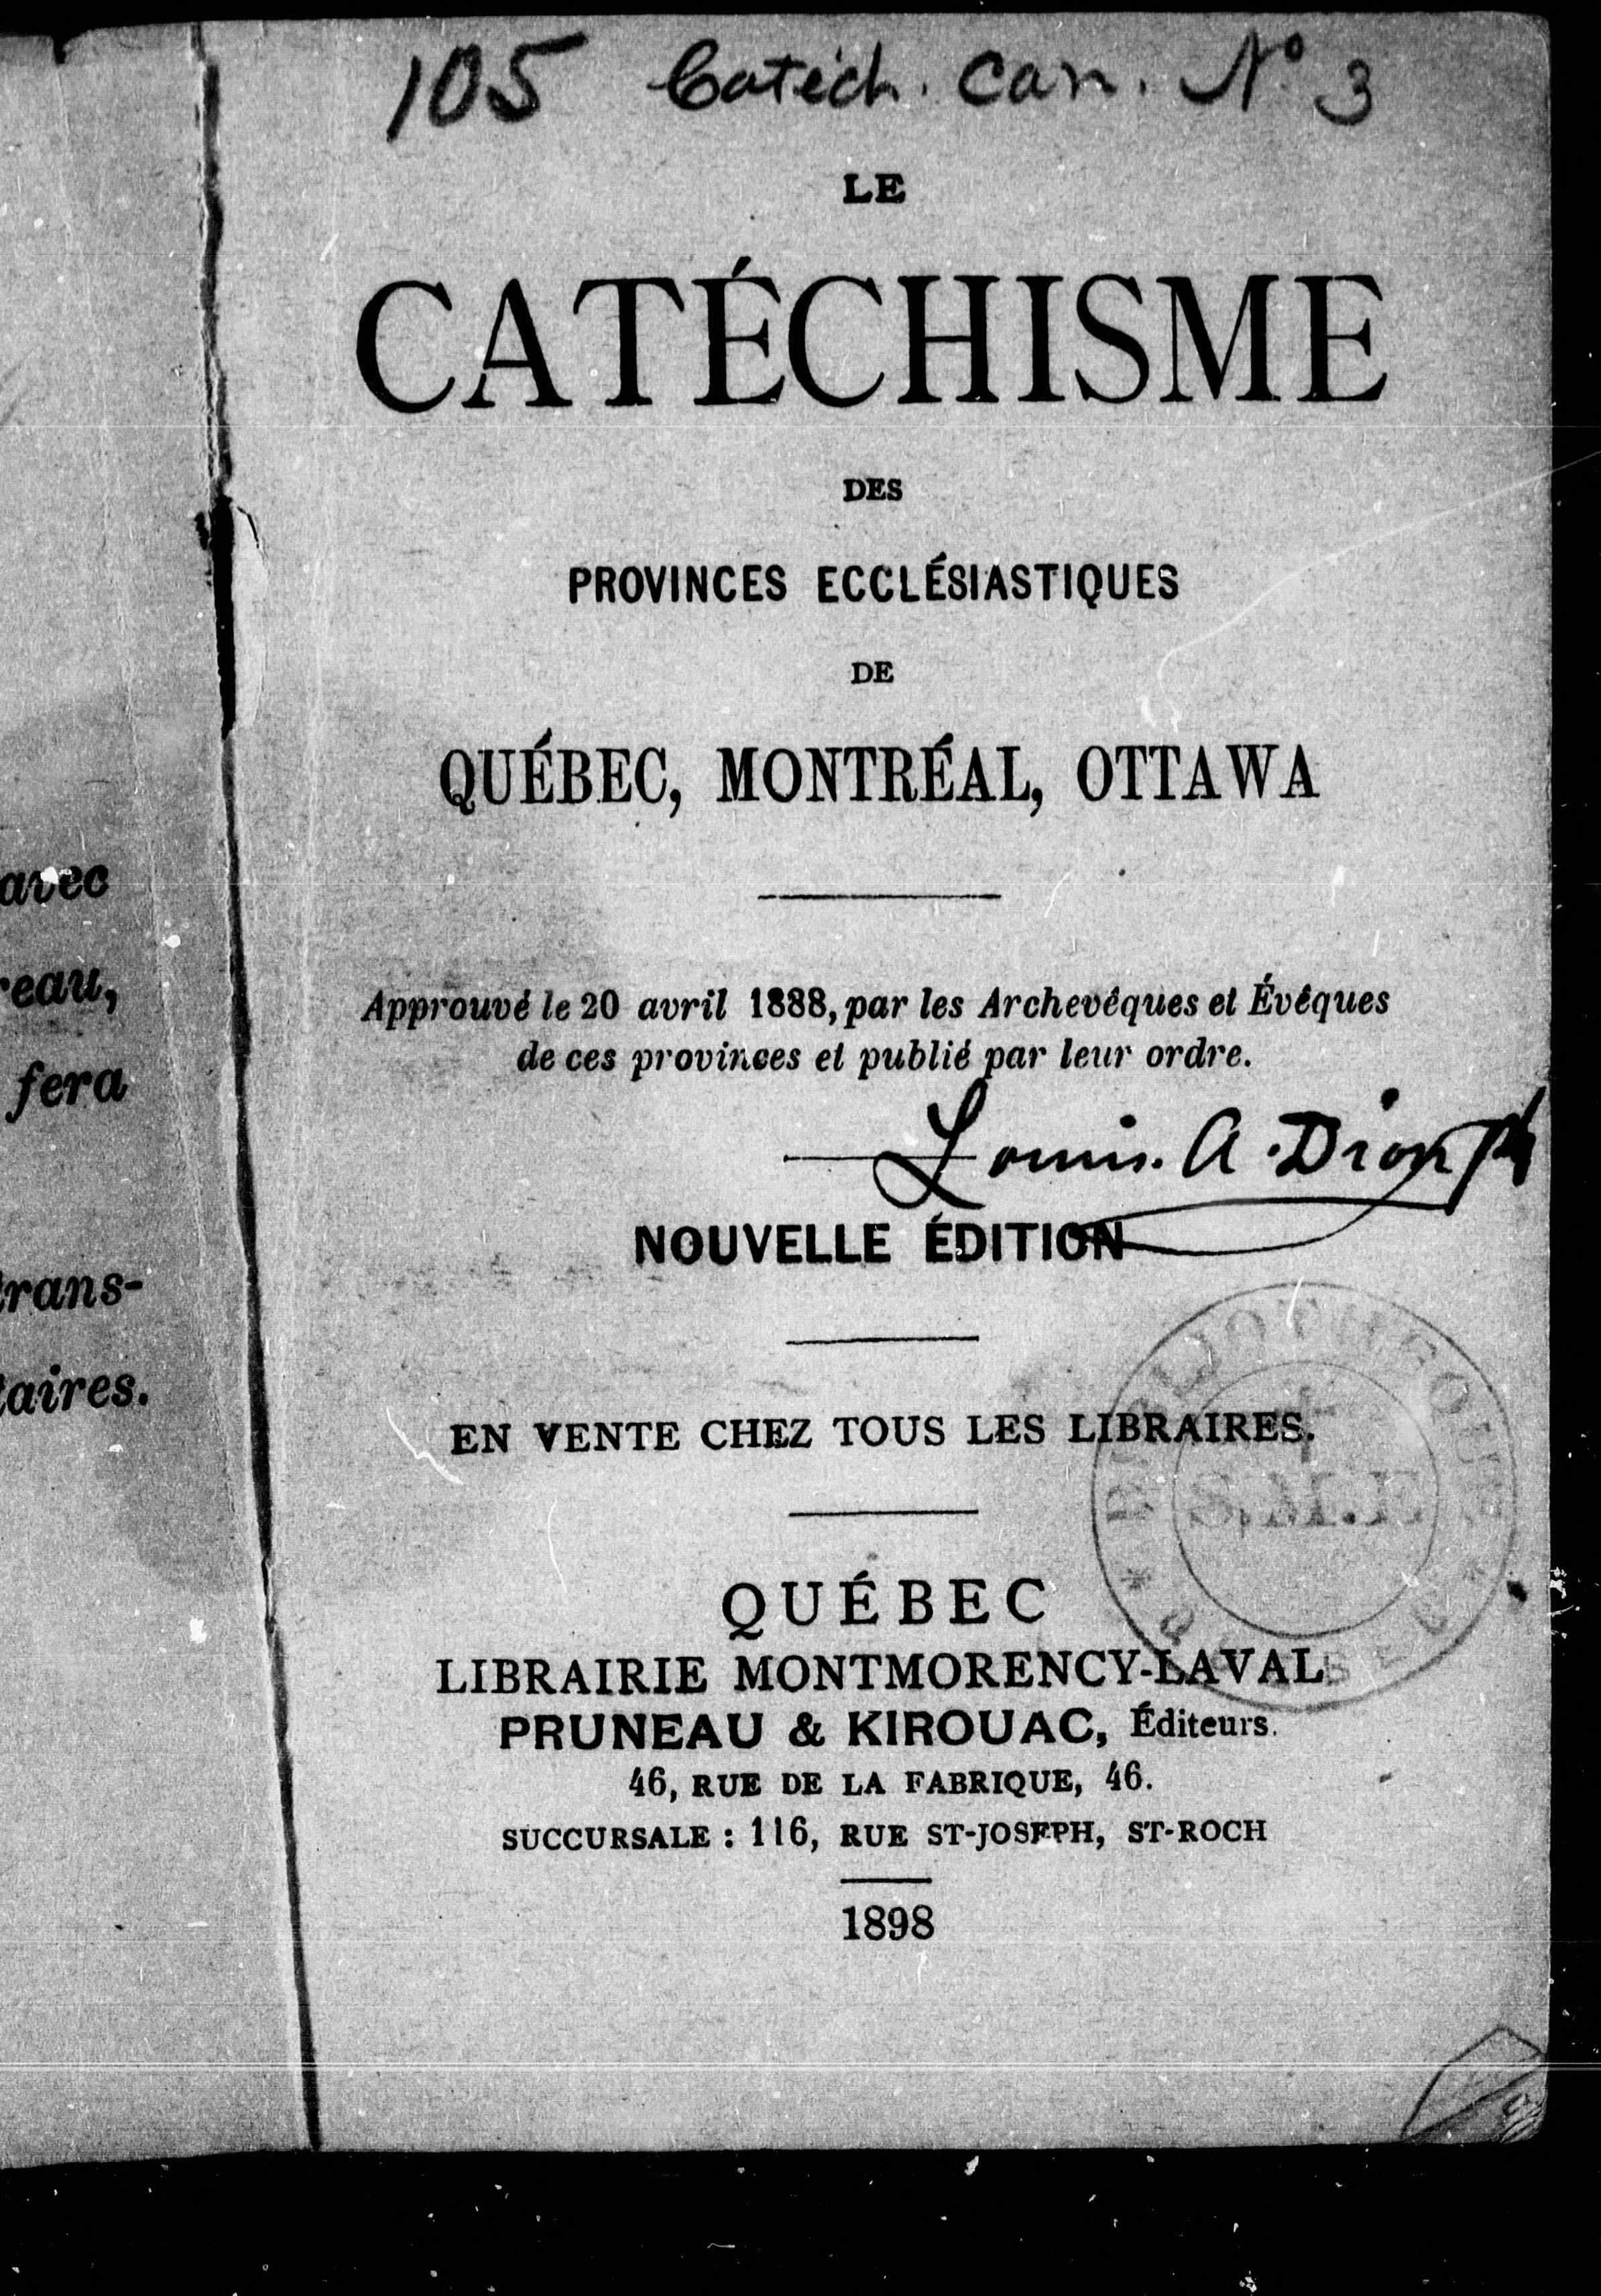 105 Catéch. Can. N° 3
LE
CATÉCHISME
DES
PROVINCES ECCLÉSIASTIQUES
DE
QUÉBEC, MONTRÉAL, OTTAWA
Approuvé le 20 avril 1888, par les Archevêques et Évêques
de ces provinces et publié par leur ordre.
Louis. A. Dion
NOUVELLE ÉDITION
EN VENTE CHEZ TOUS LES LIBRAIRES.
QUÉBEC
LIBRAIRIE MONTMORENCY-LAVAL
PRUNEAU & KIROUAC, Éditeurs.
46, RUE DE LA FABRIQUE, 46.
SUCCURSALE : 116, RUE ST-JOSEPH, ST-ROCH
1898
avec
reau,
fera
trans-
taires.